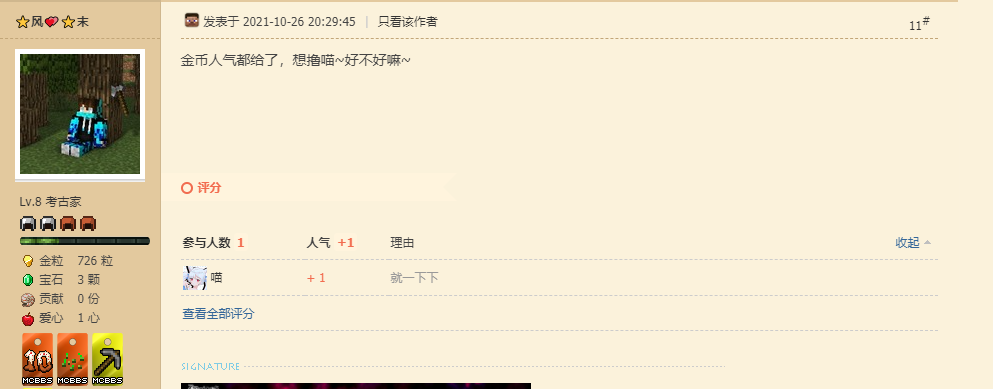 ⭐风💕⭐末
发表于 2021-10-26 20:29:45 | 只看该作者
11#
金币人气都给了，想撸喵~好不好嘛~
评分
Lv.8 考古家
参与人数 1 人气 +1 理由 收起
金粒 726 粒
宝石 3 颗
喵 + 1 就一下下
贡献 0 份
查看全部评分
爱心 1 心
10
MCBBS
MCBBS
MCBBS
SIGNATURE